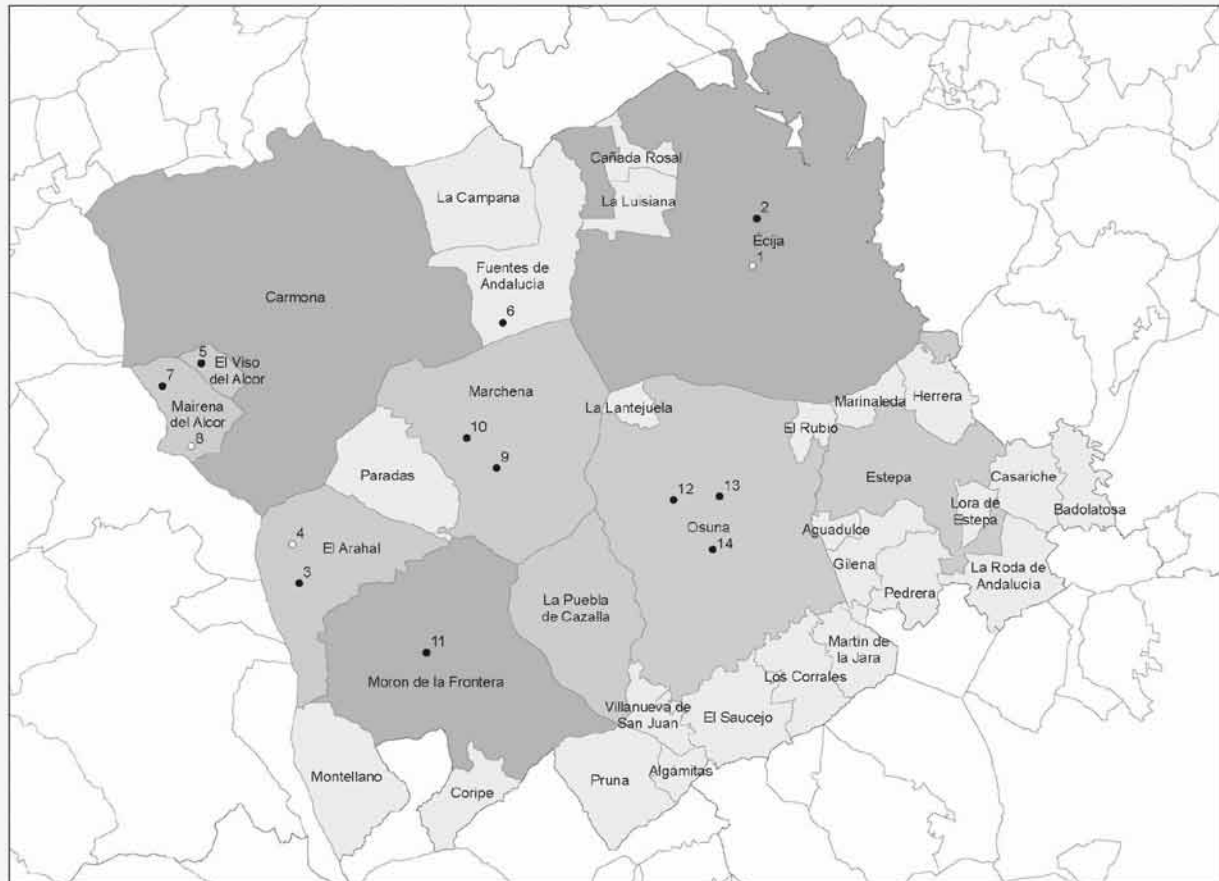 Cañada Rosal
La Campana
La Luisiana
2
Écija
1
Fuentes de
Andalucia
6
Carmona
5
El Viso
del Alcor
7
Mairena
del Alcor
8
Marchena
La Lantejuela
Marinaleda
Herrera
El Rubio
10
9
Paradas
Estepa
Casariche
12
13
Lora de
Estepa
Badolatosa
Osuna
Aguadulce
14
4
El Arahal
Gilena
La Roda de
Andalucia
3
Pedrera
La Puebla
de Cazalla
11
Martin de
la Jara
Moron de la Frontera
Los Corrales
Villanueva de
San Juan
El Saucejo
Montellano
Pruna
Algamitas
Coripe